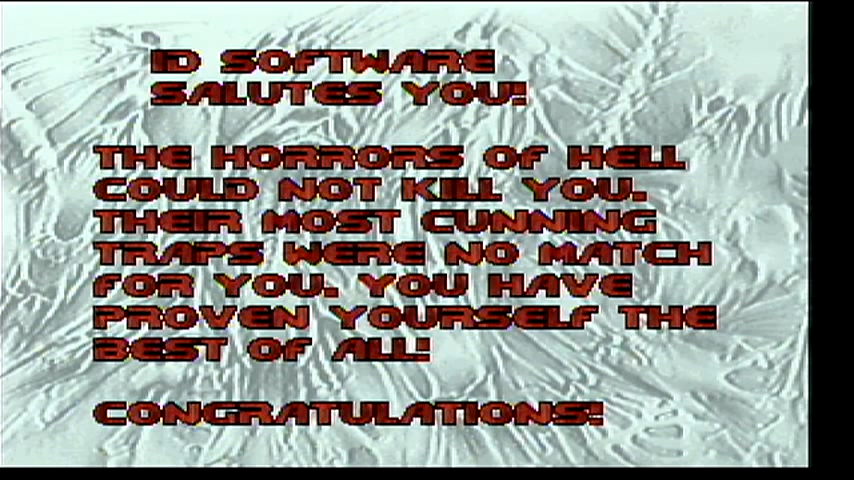 ID SOFTWARE
SALUTES YOU!
THE HORRORS OF HELL
COULD NOT KILL YOU.
THEIR MOST CUNNING
TRAPS WERE NO MATCH
FOR YOU. YOU HAVE
PROVEN YOURSELF THE
BEST OF ALL!
CONGRATULATIONS!